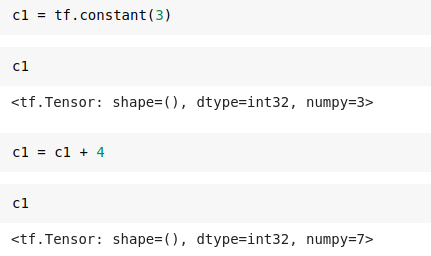 c1 = tf.constant(3)
c1
<tf.Tensor: shape=(), dtype=int32, numpy=3>
c1 = c1 + 4
c1
<tf.Tensor: shape=(), dtype=int32, numpy=7>